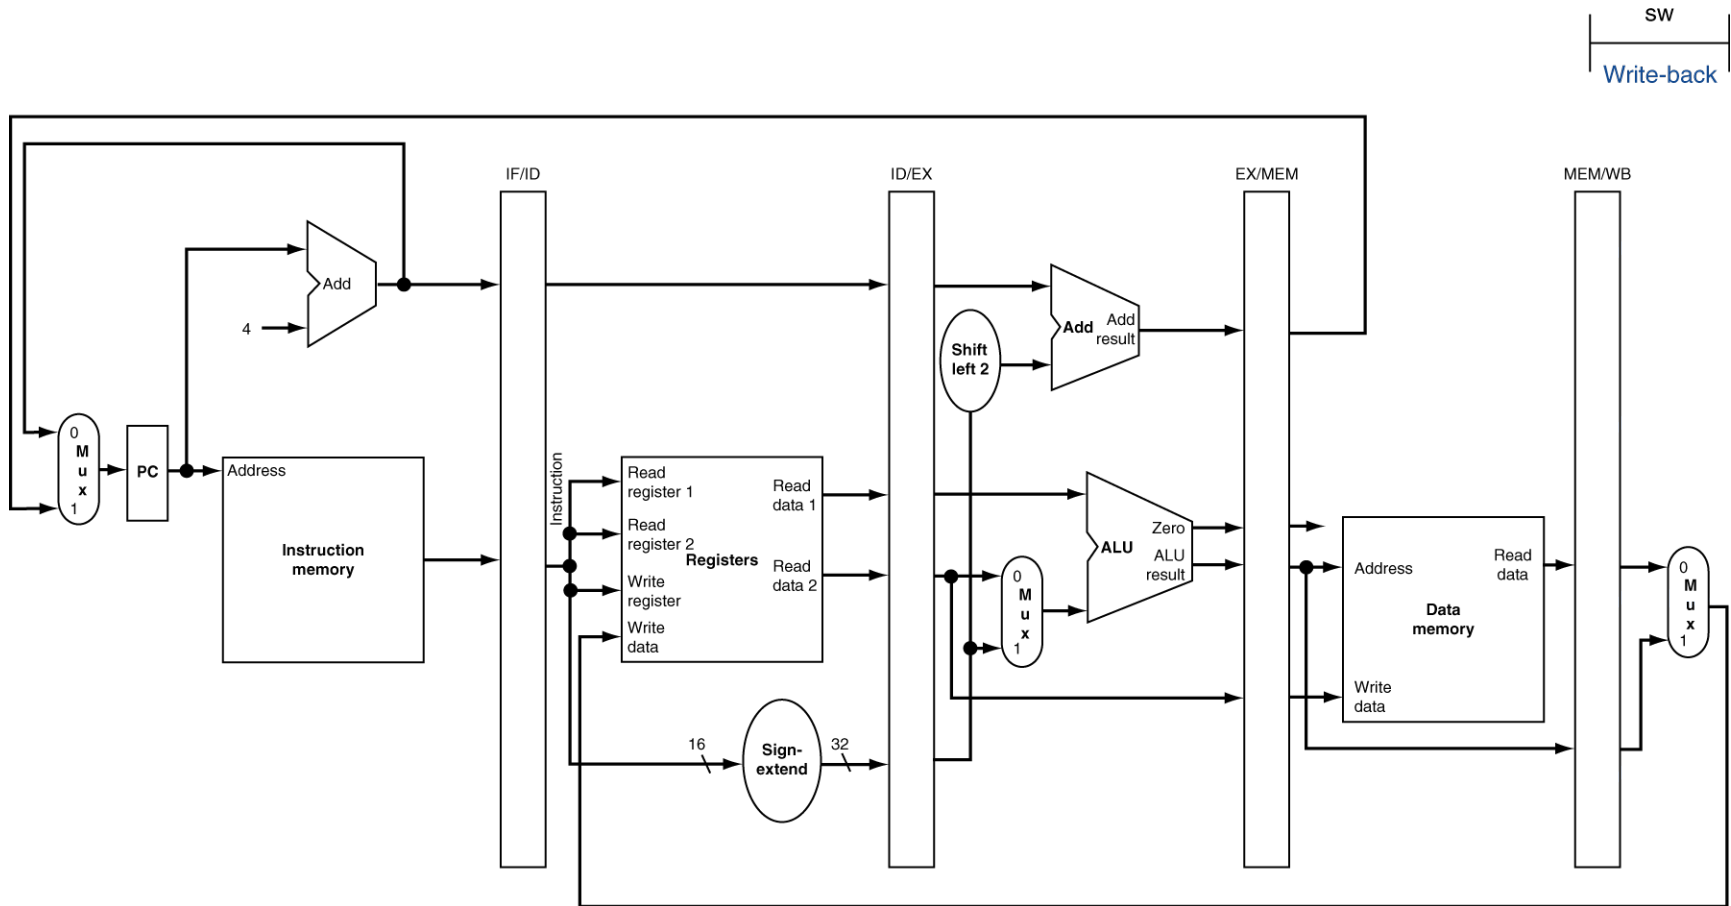 SW
Write-back
IF/ID
ID/EX
EX/MEM
MEM/WB
Add
4
Add
Add
result
Shift
left 2
0
M
u
x
1
PC
Address
Instruction
memory
Instruction
Read
register 1
Read
register 2
Write
register
Write
data
Registers
Read
data 1
Read
data 2
16
Sign-
extend
32
0
M
u
x
1
Zero
ALU
ALU
result
Address
Read
data
Data
memory
Write
data
0
M
u
x
1